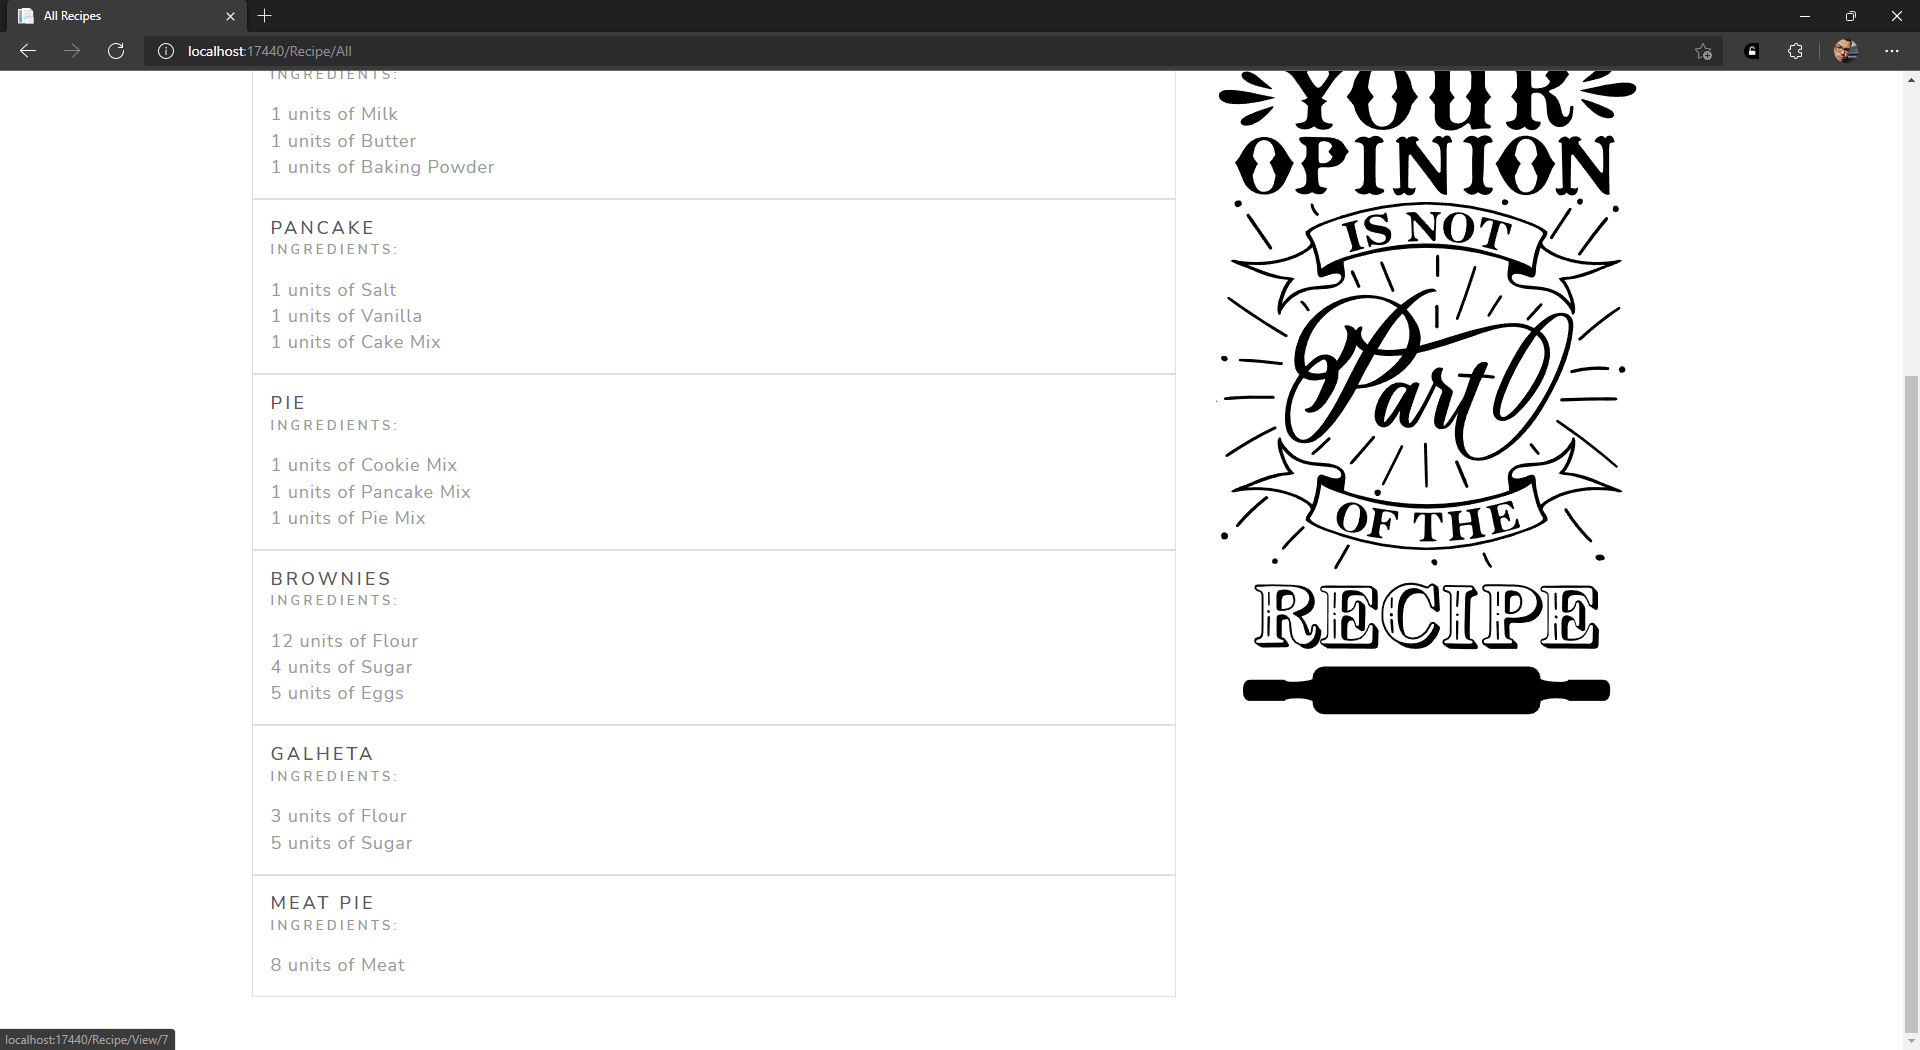 All Recipes
localhost:17440/Recipe/All
INGREDIENTS:
1 units of Milk
1 units of Butter
1 units of Baking Powder
PANCAKE
INGREDIENTS:
1 units of Salt
1 units of Vanilla
1 units of Cake Mix
PIE
INGREDIENTS:
1 units of Cookie Mix
1 units of Pancake Mix
1 units of Pie Mix
BROWNIES
INGREDIENTS:
12 units of Flour
4 units of Sugar
5 units of Eggs
GALHETA
INGREDIENTS:
3 units of Flour
5 units of Sugar
MEAT PIE
INGREDIENTS:
8 units of Meat
YOUR
OPINION
IS NOT
Part
OF THE
RECIPE
localhost:17440/Recipe/View/7